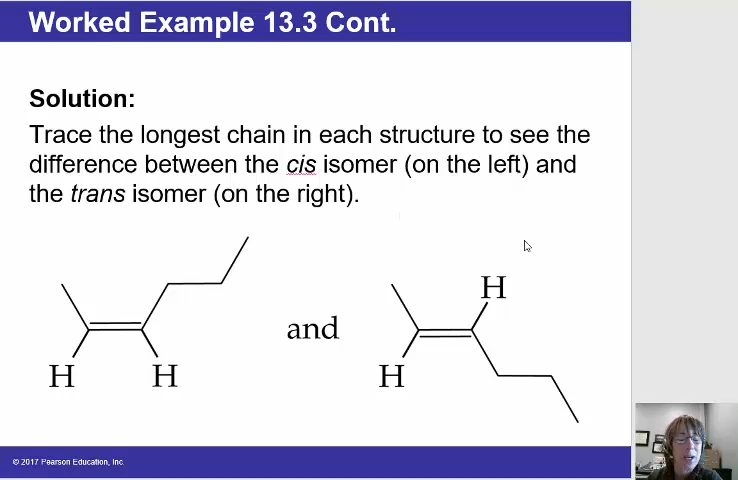 Worked Example 13.3 Cont.
Solution:
Trace the longest chain in each structure to see the
difference between the cis isomer (on the left) and
the trans isomer (on the right).
H
and
H H H
© 2017 Pearson Education, Inc.